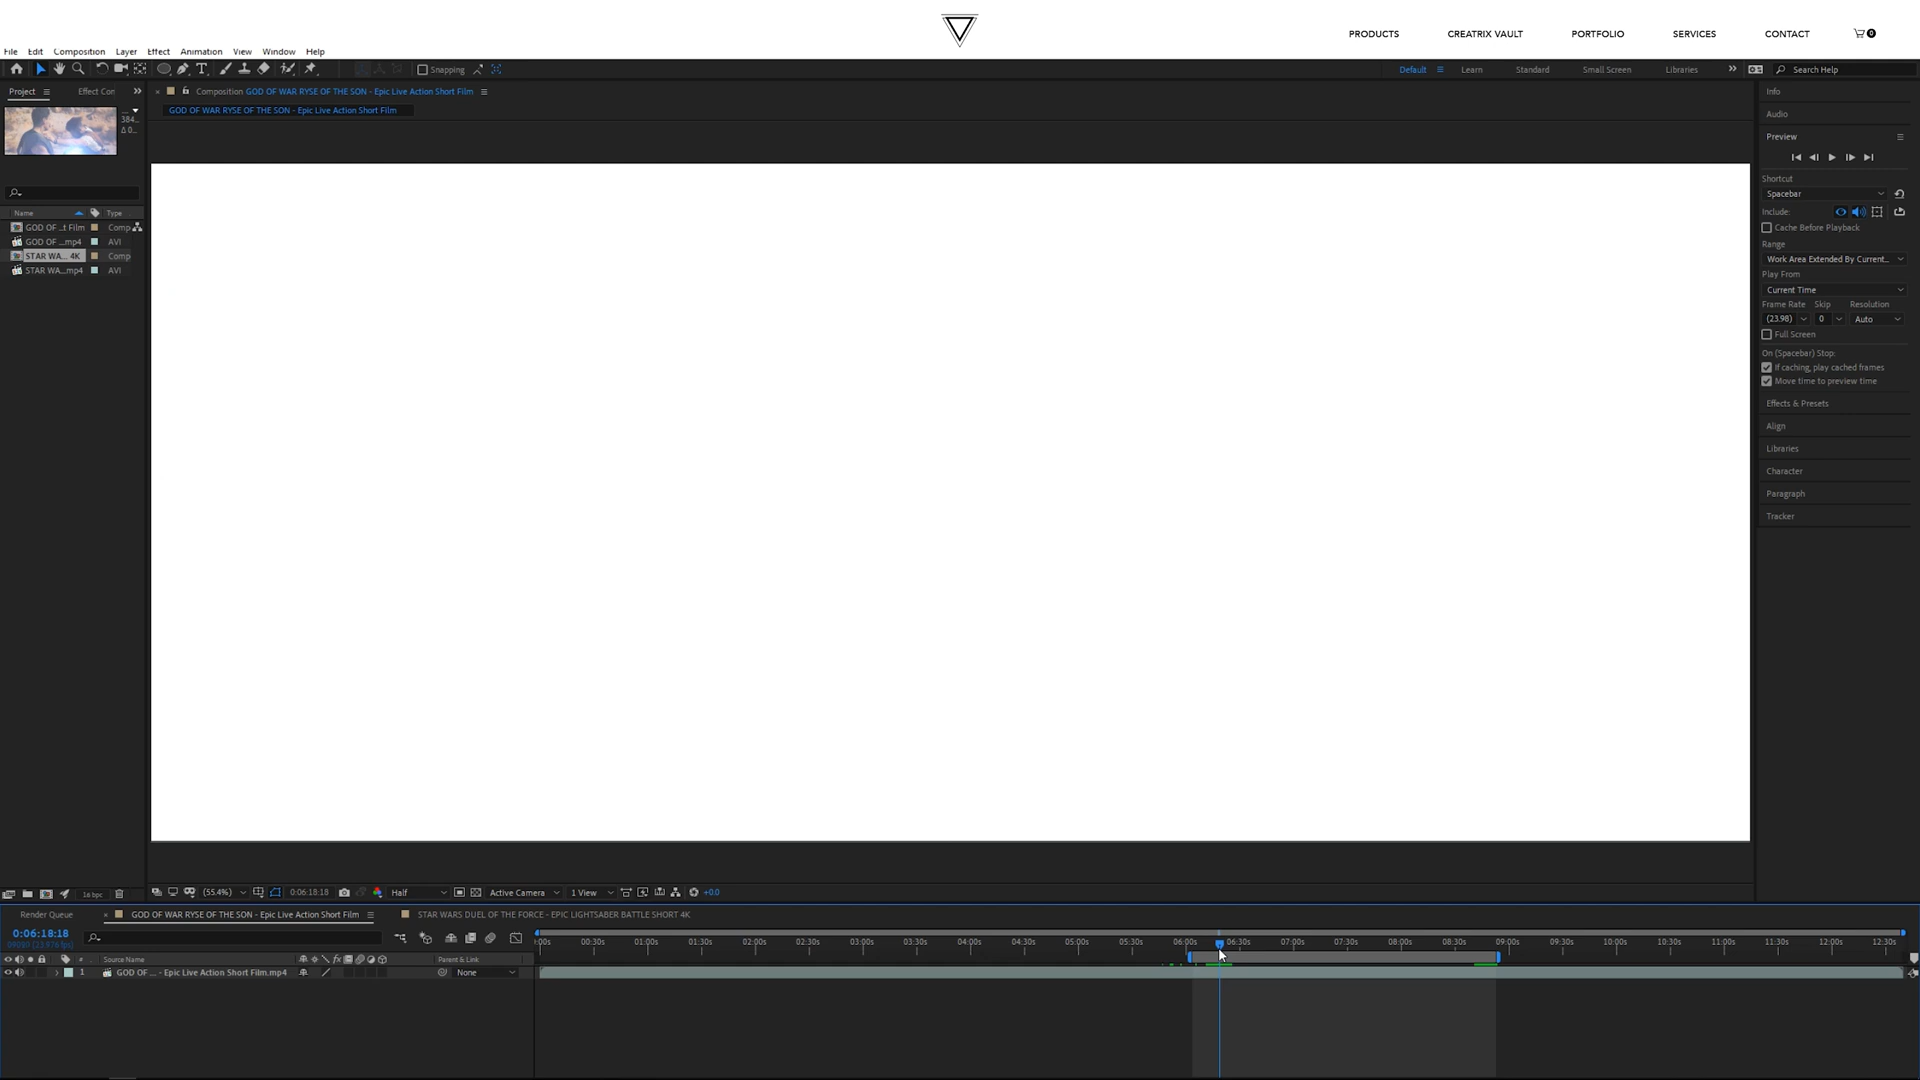 PRODUCTS CREATRIX VAULT PORTFOLIO SERVICES CONTACT 0
File Edit Composition Layer Effect Animation View Window Help
Snapping Default Learn Standard Small Screen Libraries Search Help
Project Effect Con
Composition GOD OF WAR RYSE OF THE SON - Epic Live Action Short Film
GOD OF WAR RYSE OF THE SON - Epic Live Action Short Film
384...
Δ 0...
Name Type
GOD OF ...t Film Comp
GOD OF ...mp4 AVI
STAR WA... 4K Comp
STAR WA...mp4 AVI
Info
Audio
Preview
Shortcut
Spacebar
Include:
Cache Before Playback
Range
Work Area Extended By Current...
Play From
Current Time
Frame Rate Skip Resolution
(23.98) 0 Auto
Full Screen
On (Spacebar) Stop:
If caching, play cached frames
Move time to preview time
Effects & Presets
Align
Libraries
Character
Paragraph
Tracker
16 bpc
(55.4%) 0:06:18:18 Half Active Camera 1 View +0.0
Render Queue GOD OF WAR RYSE OF THE SON - Epic Live Action Short Film STAR WARS DUEL OF THE FORCE - EPIC LIGHTSABER BATTLE SHORT 4K
0:06:18:18
09090 (23.976 fps)
:00s 00:30s 01:00s 01:30s 02:00s 02:30s 03:00s 03:30s 04:00s 04:30s 05:00s 05:30s 06:00s 06:30s 07:00s 07:30s 08:00s 08:30s 09:00s 09:30s 10:00s 10:30s 11:00s 11:30s 12:00s 12:30s
# Source Name Parent & Link
1 GOD OF ... - Epic Live Action Short Film.mp4 None